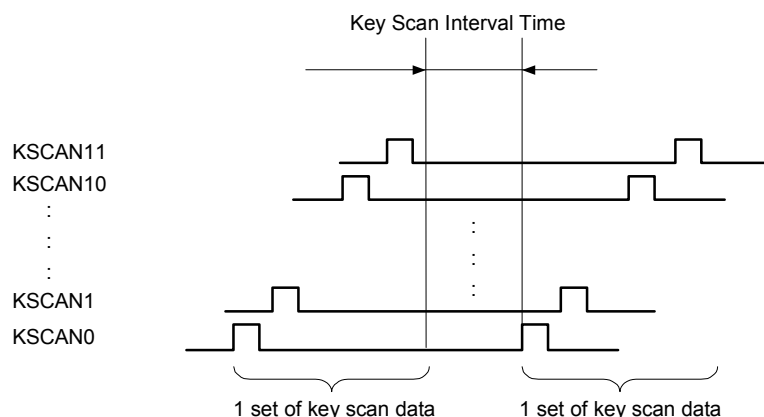 Key Scan Interval Time
KSCAN11
KSCAN10
:
:
:
:
:
:
KSCAN1
KSCAN0
1 set of key scan data 1 set of key scan data